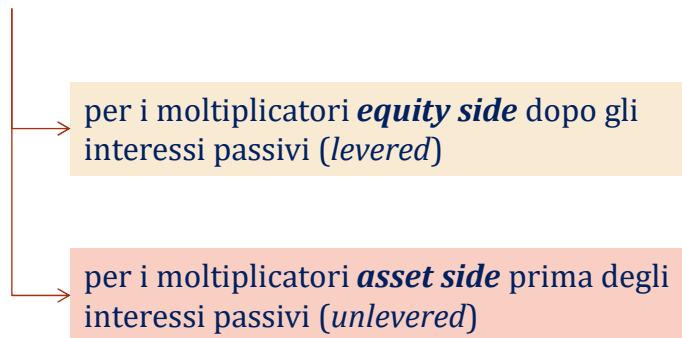 per i moltiplicatori equity side dopo gli
interessi passivi (levered)
per i moltiplicatori asset side prima degli
interessi passivi (unlevered)